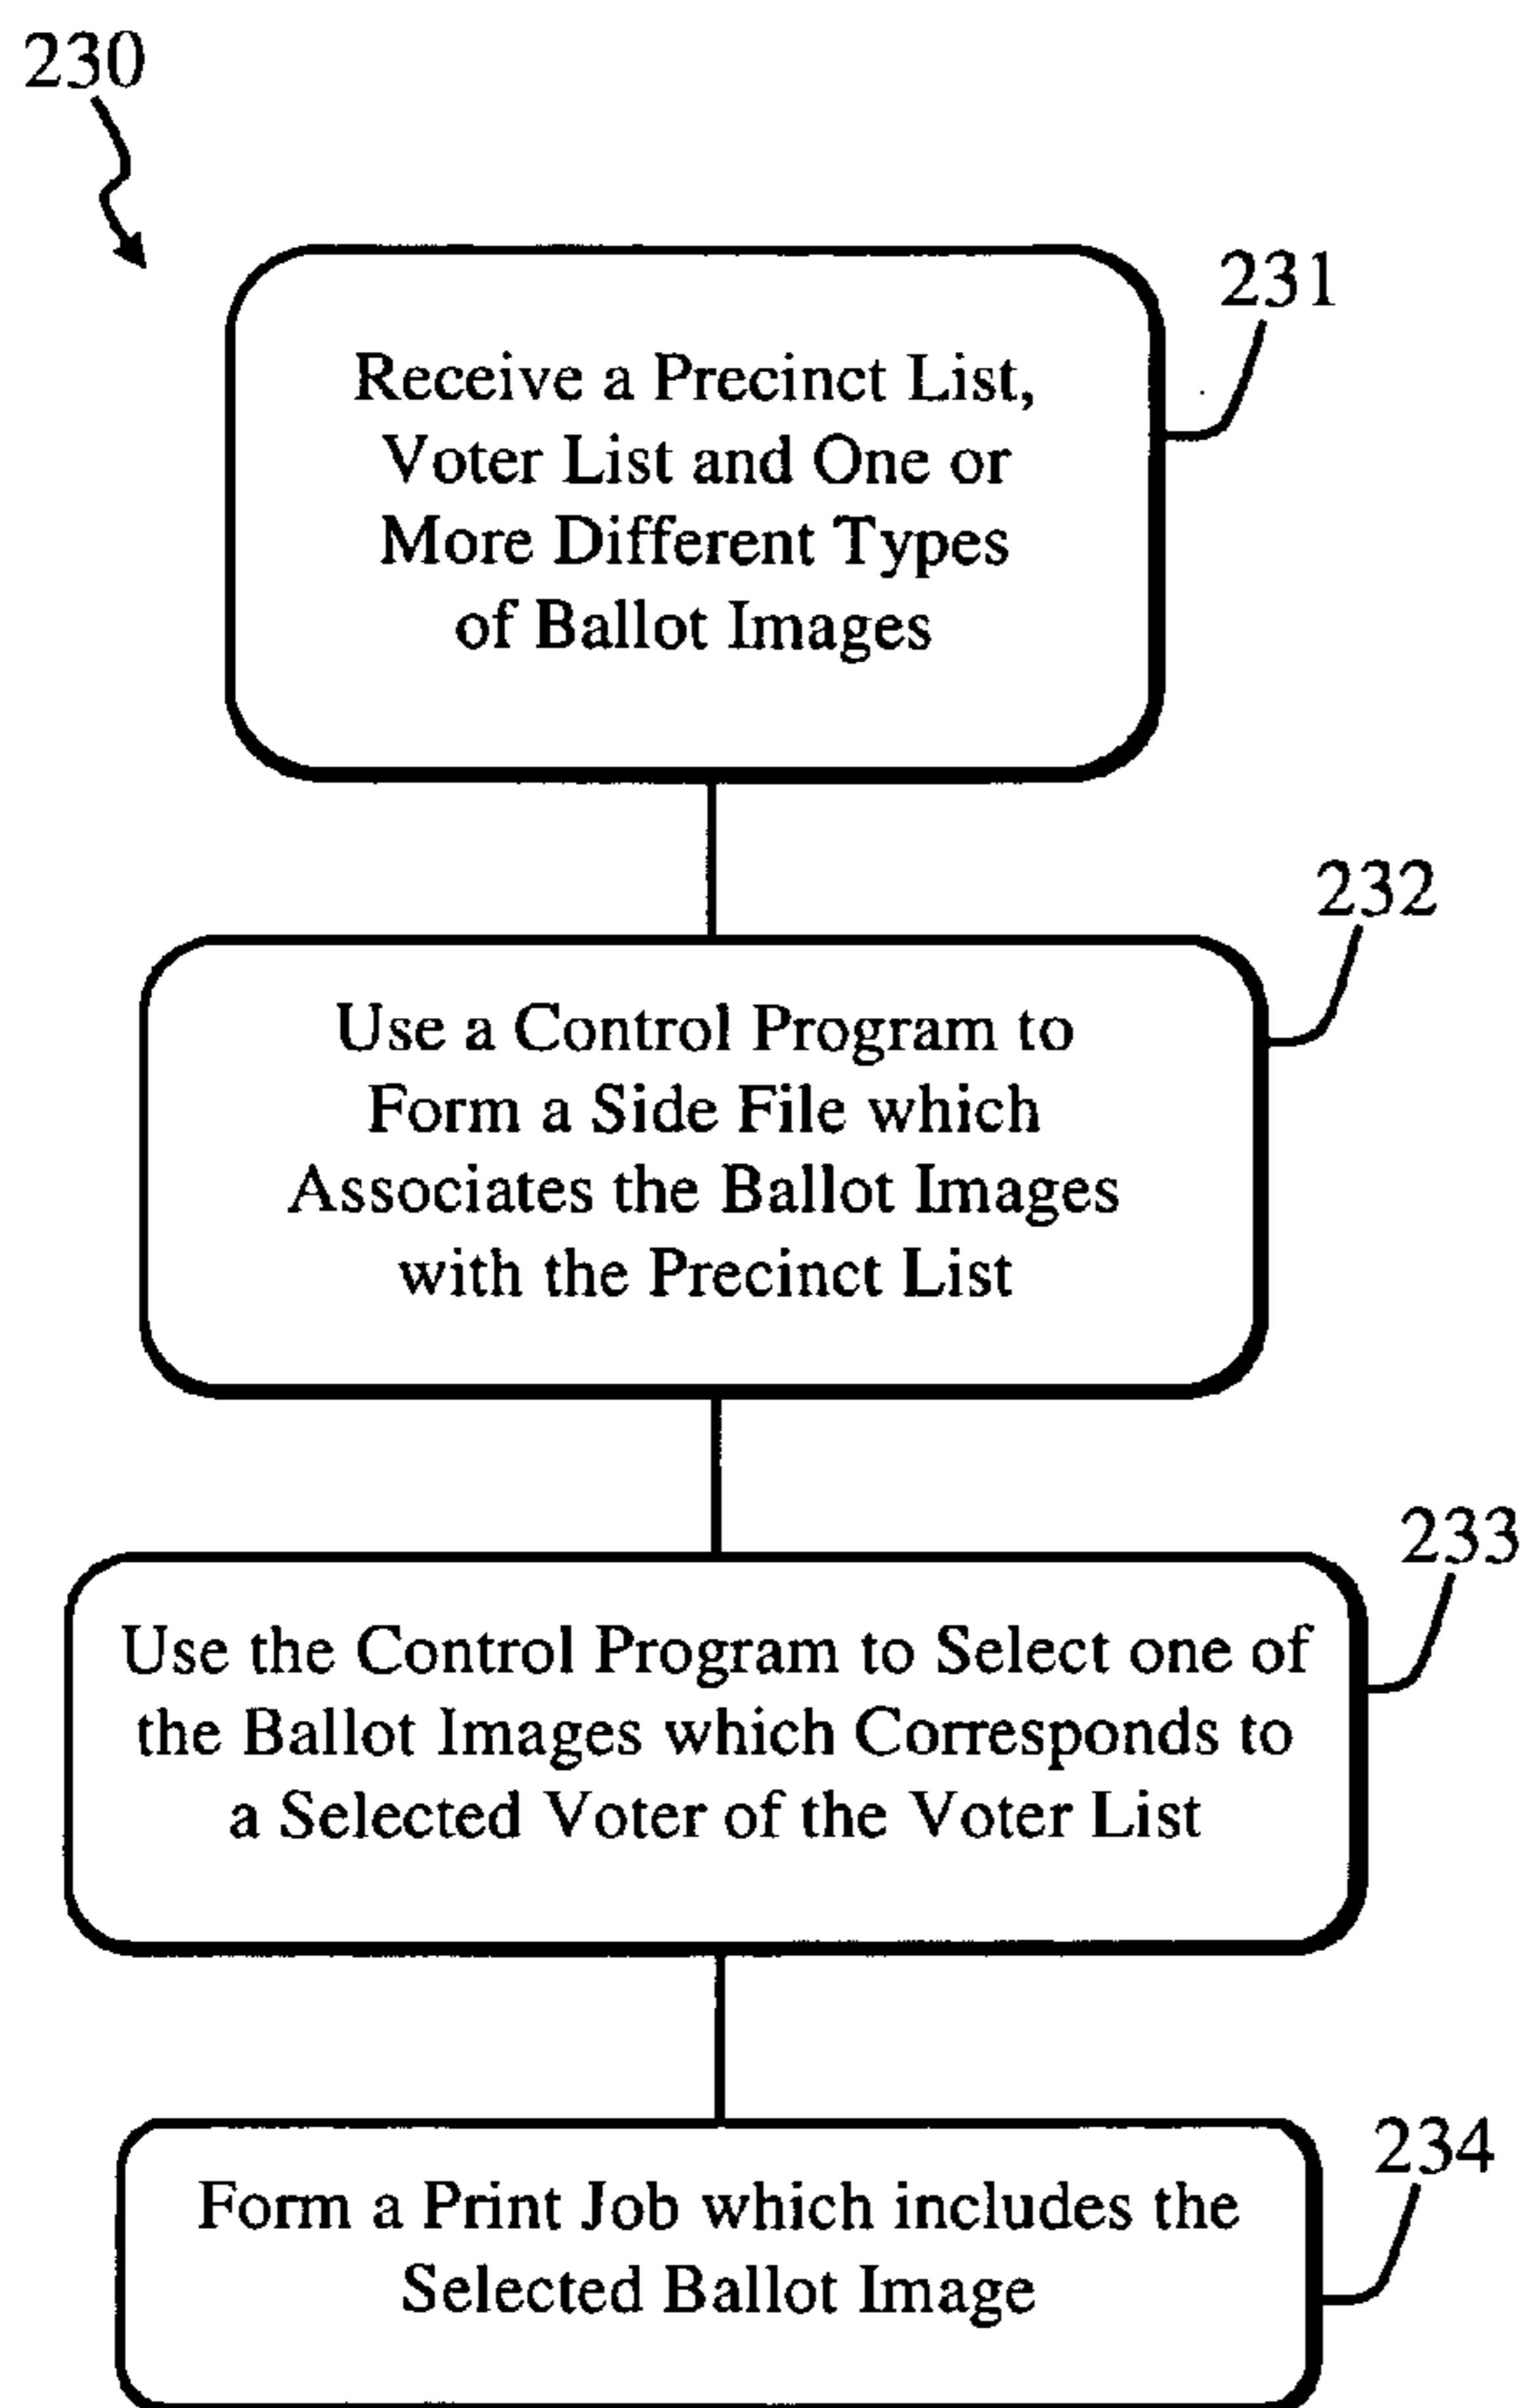 230
231
Receive a Precinct List,
Voter List and One or
More Different Types
of Ballot Images
232
Use a Control Program to
Form a Side File which
Associates the Ballot Images
with the Precinct List
233
Use the Control Program to Select one of
the Ballot Images which Corresponds to
a Selected Voter of the Voter List
234
Form a Print Job which includes the
Selected Ballot Image